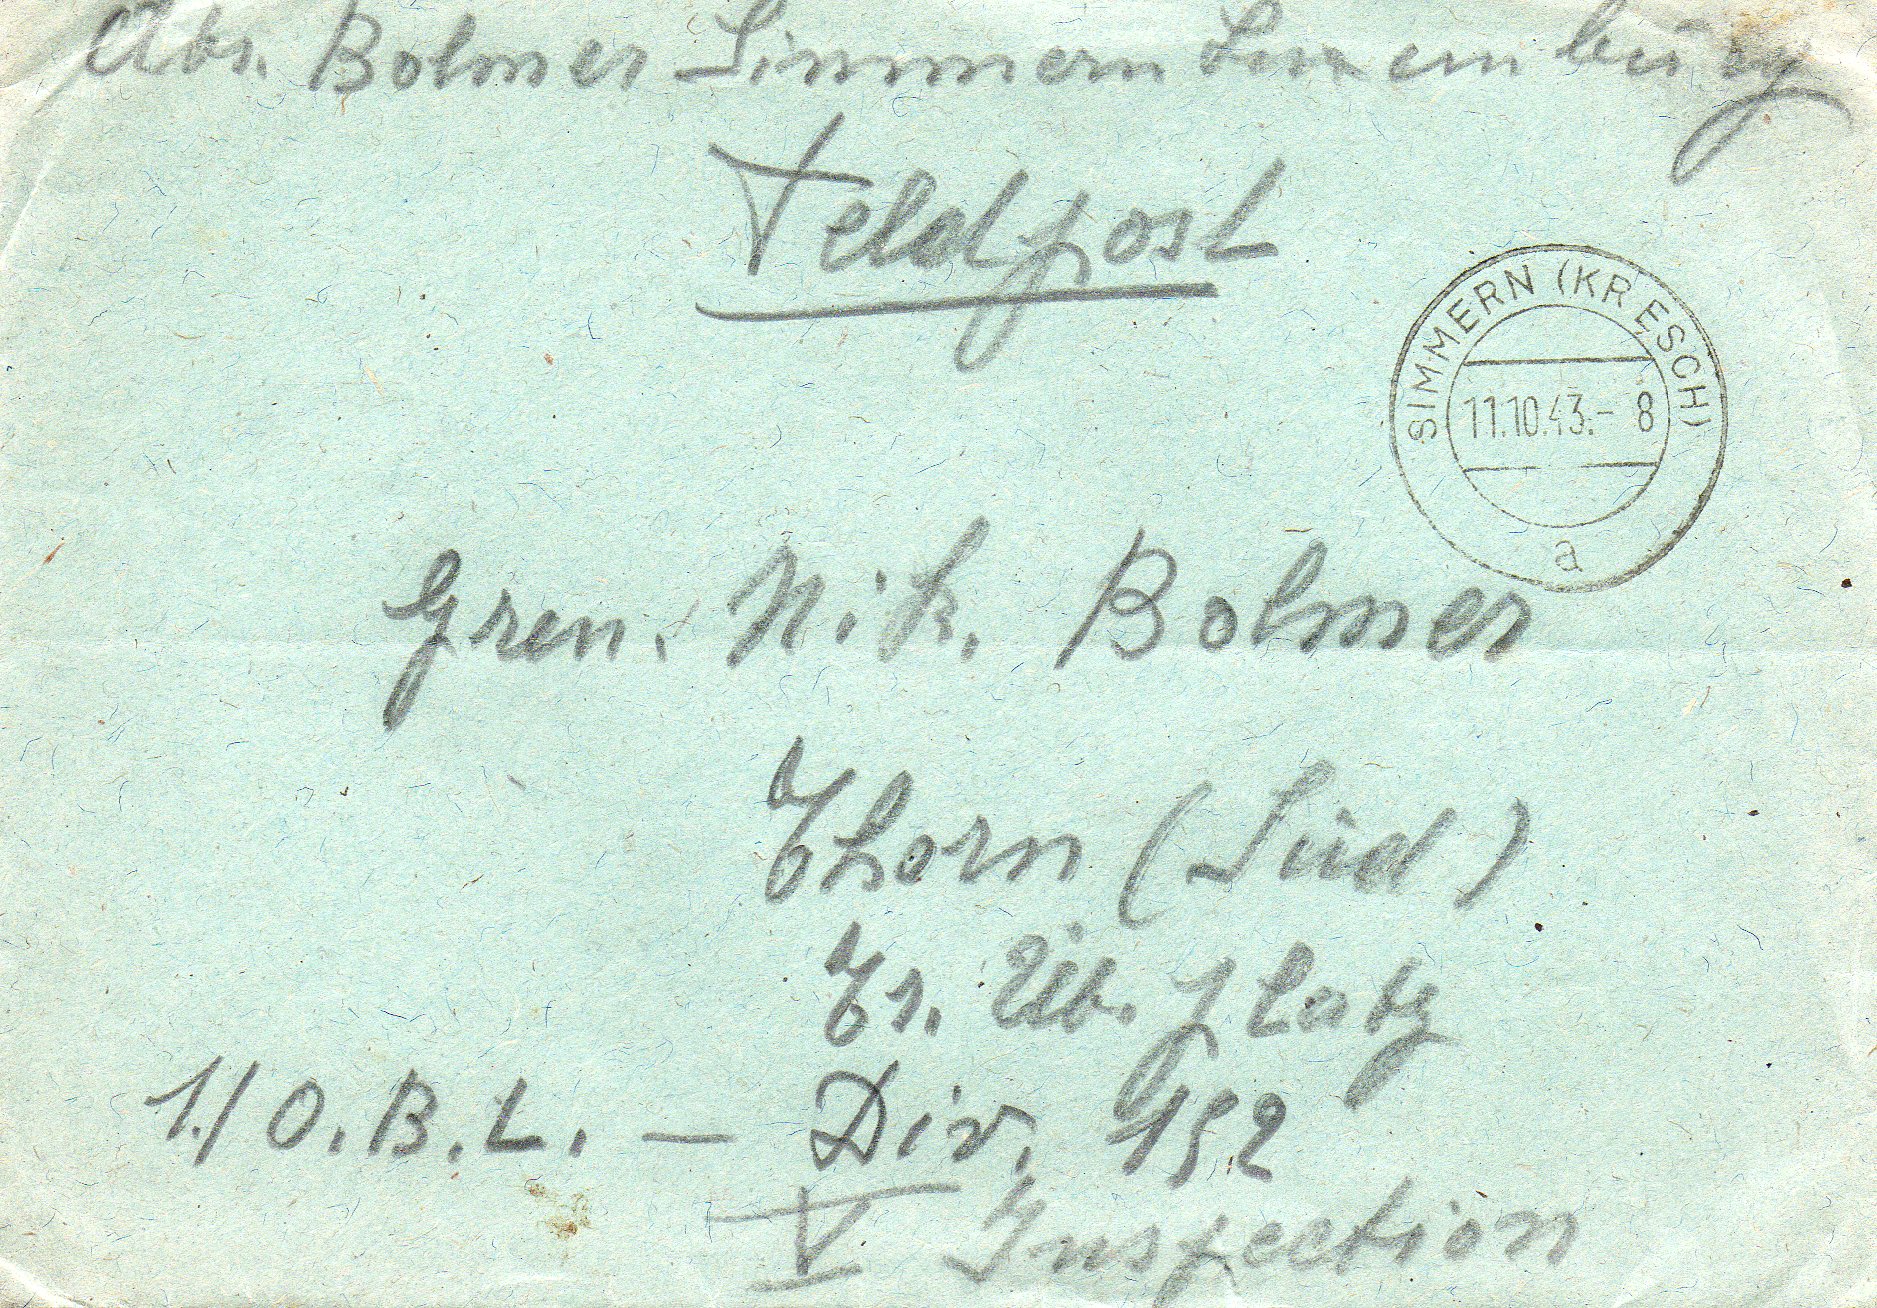 Abs. Bolmer Simmern Luxemburg
Feldpost
SIMMERN (KR ESCH)
11.10.43.- 8
a
Gren. Nik. Bolmer
Thorn (Süd)
Tr. Üb. platz
1./O.B.L. — Div. 152
V Inspection